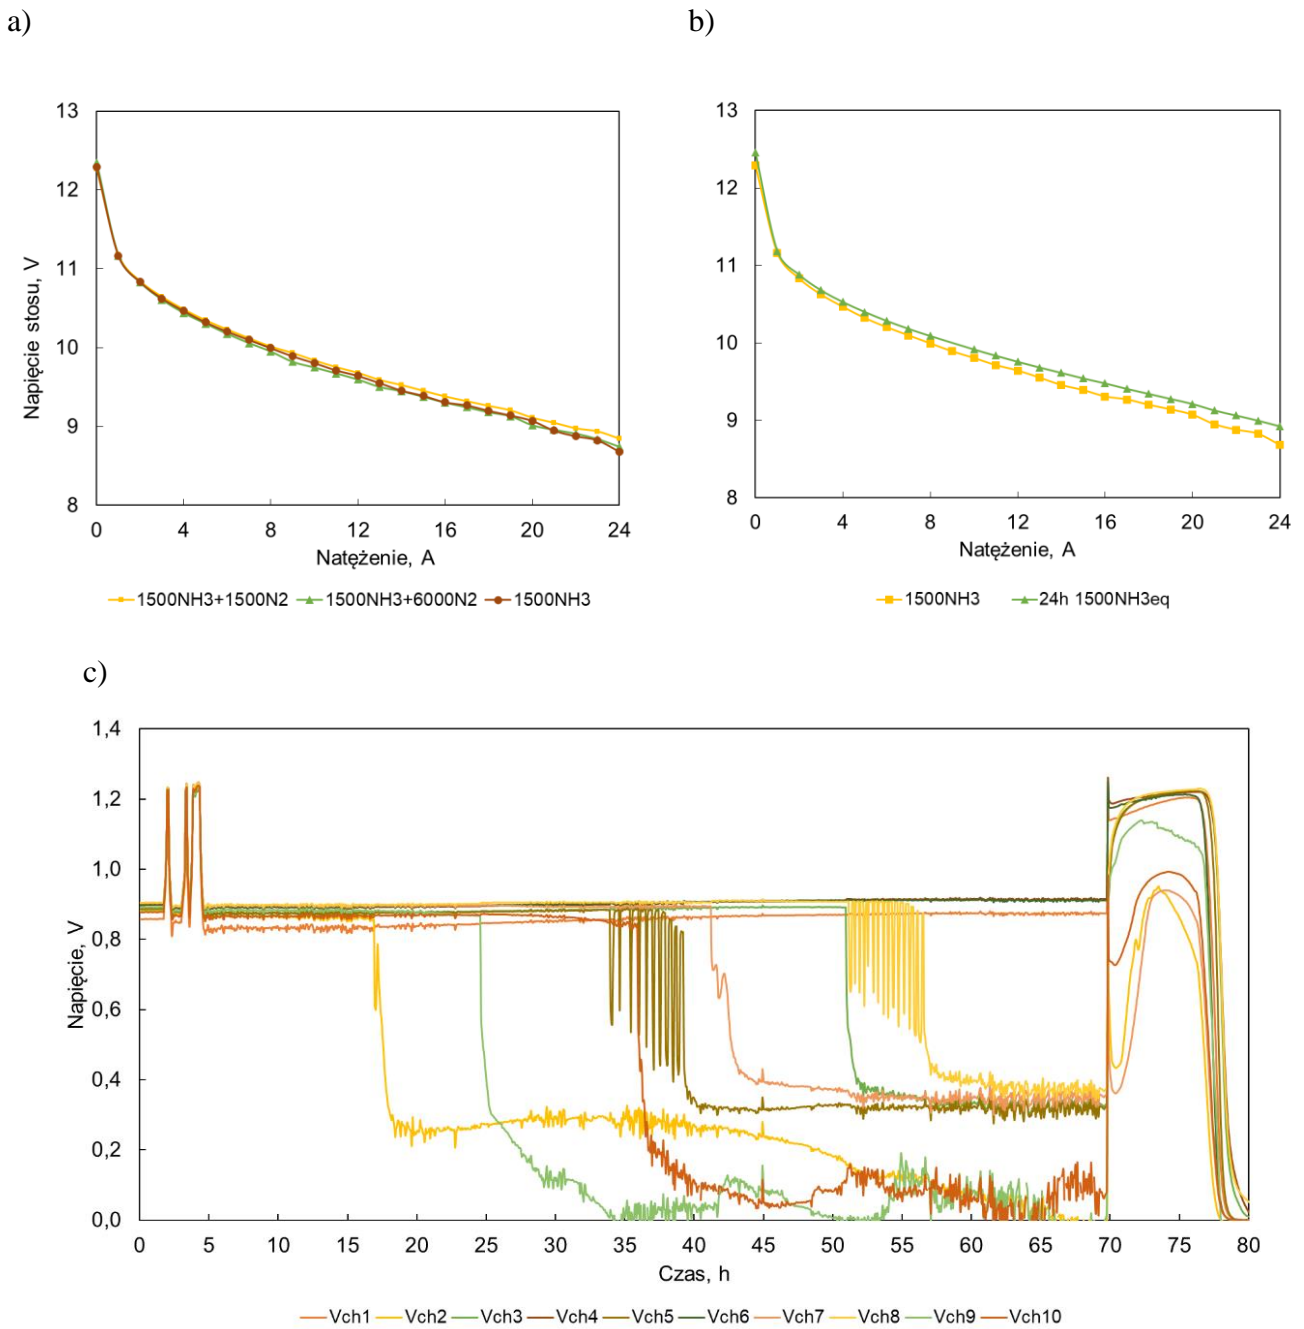 a)
b)
13
12
11
10
9
8
Napięcie stosu, V
0 4 8 12 16 20 24
Natężenie, A
1500NH3+1500N2 1500NH3+6000N2 1500NH3
13
12
11
10
9
8
0 4 8 12 16 20 24
Natężenie, A
1500NH3 24h 1500NH3eq
c)
1,4
1,2
1,0
0,8
0,6
0,4
0,2
0,0
Napięcie, V
0 5 10 15 20 25 30 35 40 45 50 55 60 65 70 75 80
Czas, h
Vch1 Vch2 Vch3 Vch4 Vch5 Vch6 Vch7 Vch8 Vch9 Vch10